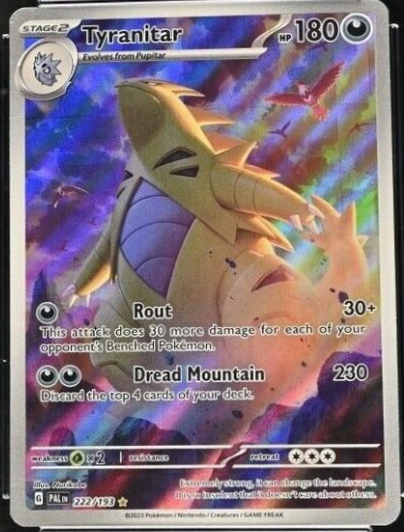 STAGE2 Tyranitar HP 180
Evolves from Pupitar
Rout 30+
This attack does 30 more damage for each of your
opponent's Benched Pokémon.
Dread Mountain 230
Discard the top 4 cards of your deck.
weakness ×2 resistance retreat
Illus. Nurikabe
Extremely strong, it can change the landscape.
It is so insolent that it doesn't care about others.
G PAL EN 222/193
©2023 Pokémon / Nintendo / Creatures / GAME FREAK